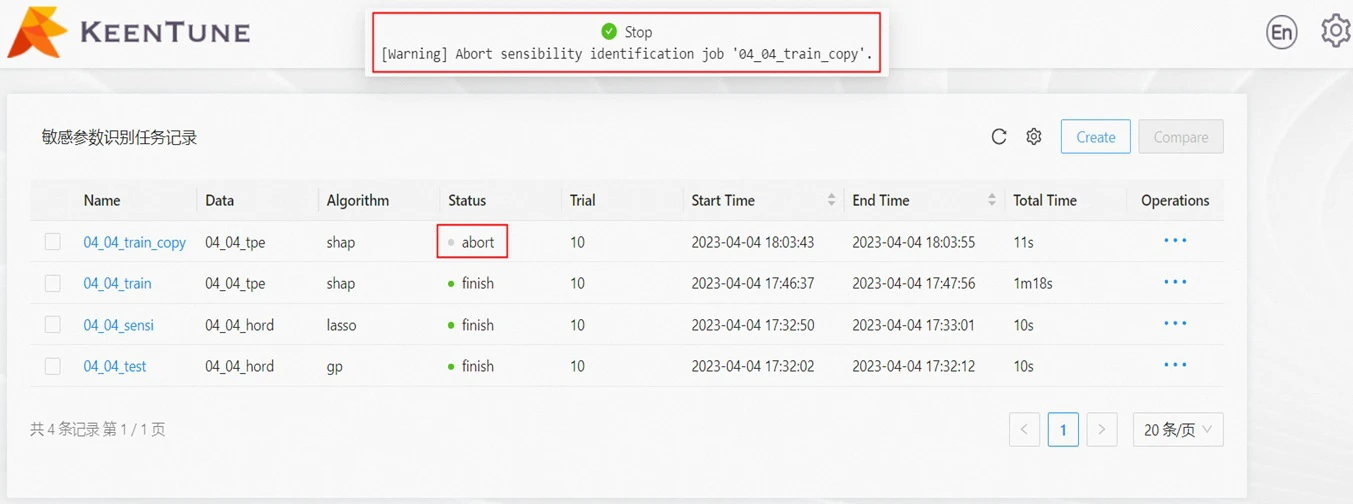 KEENTUNE
Stop
[Warning] Abort sensibility identification job '04_04_train_copy'.
En
敏感参数识别任务记录
Create
Compare
Name Data Algorithm Status Trial Start Time End Time Total Time Operations
04_04_train_copy 04_04_tpe shap abort 10 2023-04-04 18:03:43 2023-04-04 18:03:55 11s ...
04_04_train 04_04_tpe shap finish 10 2023-04-04 17:46:37 2023-04-04 17:47:56 1m18s ...
04_04_sensi 04_04_hord lasso finish 10 2023-04-04 17:32:50 2023-04-04 17:33:01 10s ...
04_04_test 04_04_hord gp finish 10 2023-04-04 17:32:02 2023-04-04 17:32:12 10s ...
共 4 条记录 第 1 / 1 页
< 1 >
20 条/页